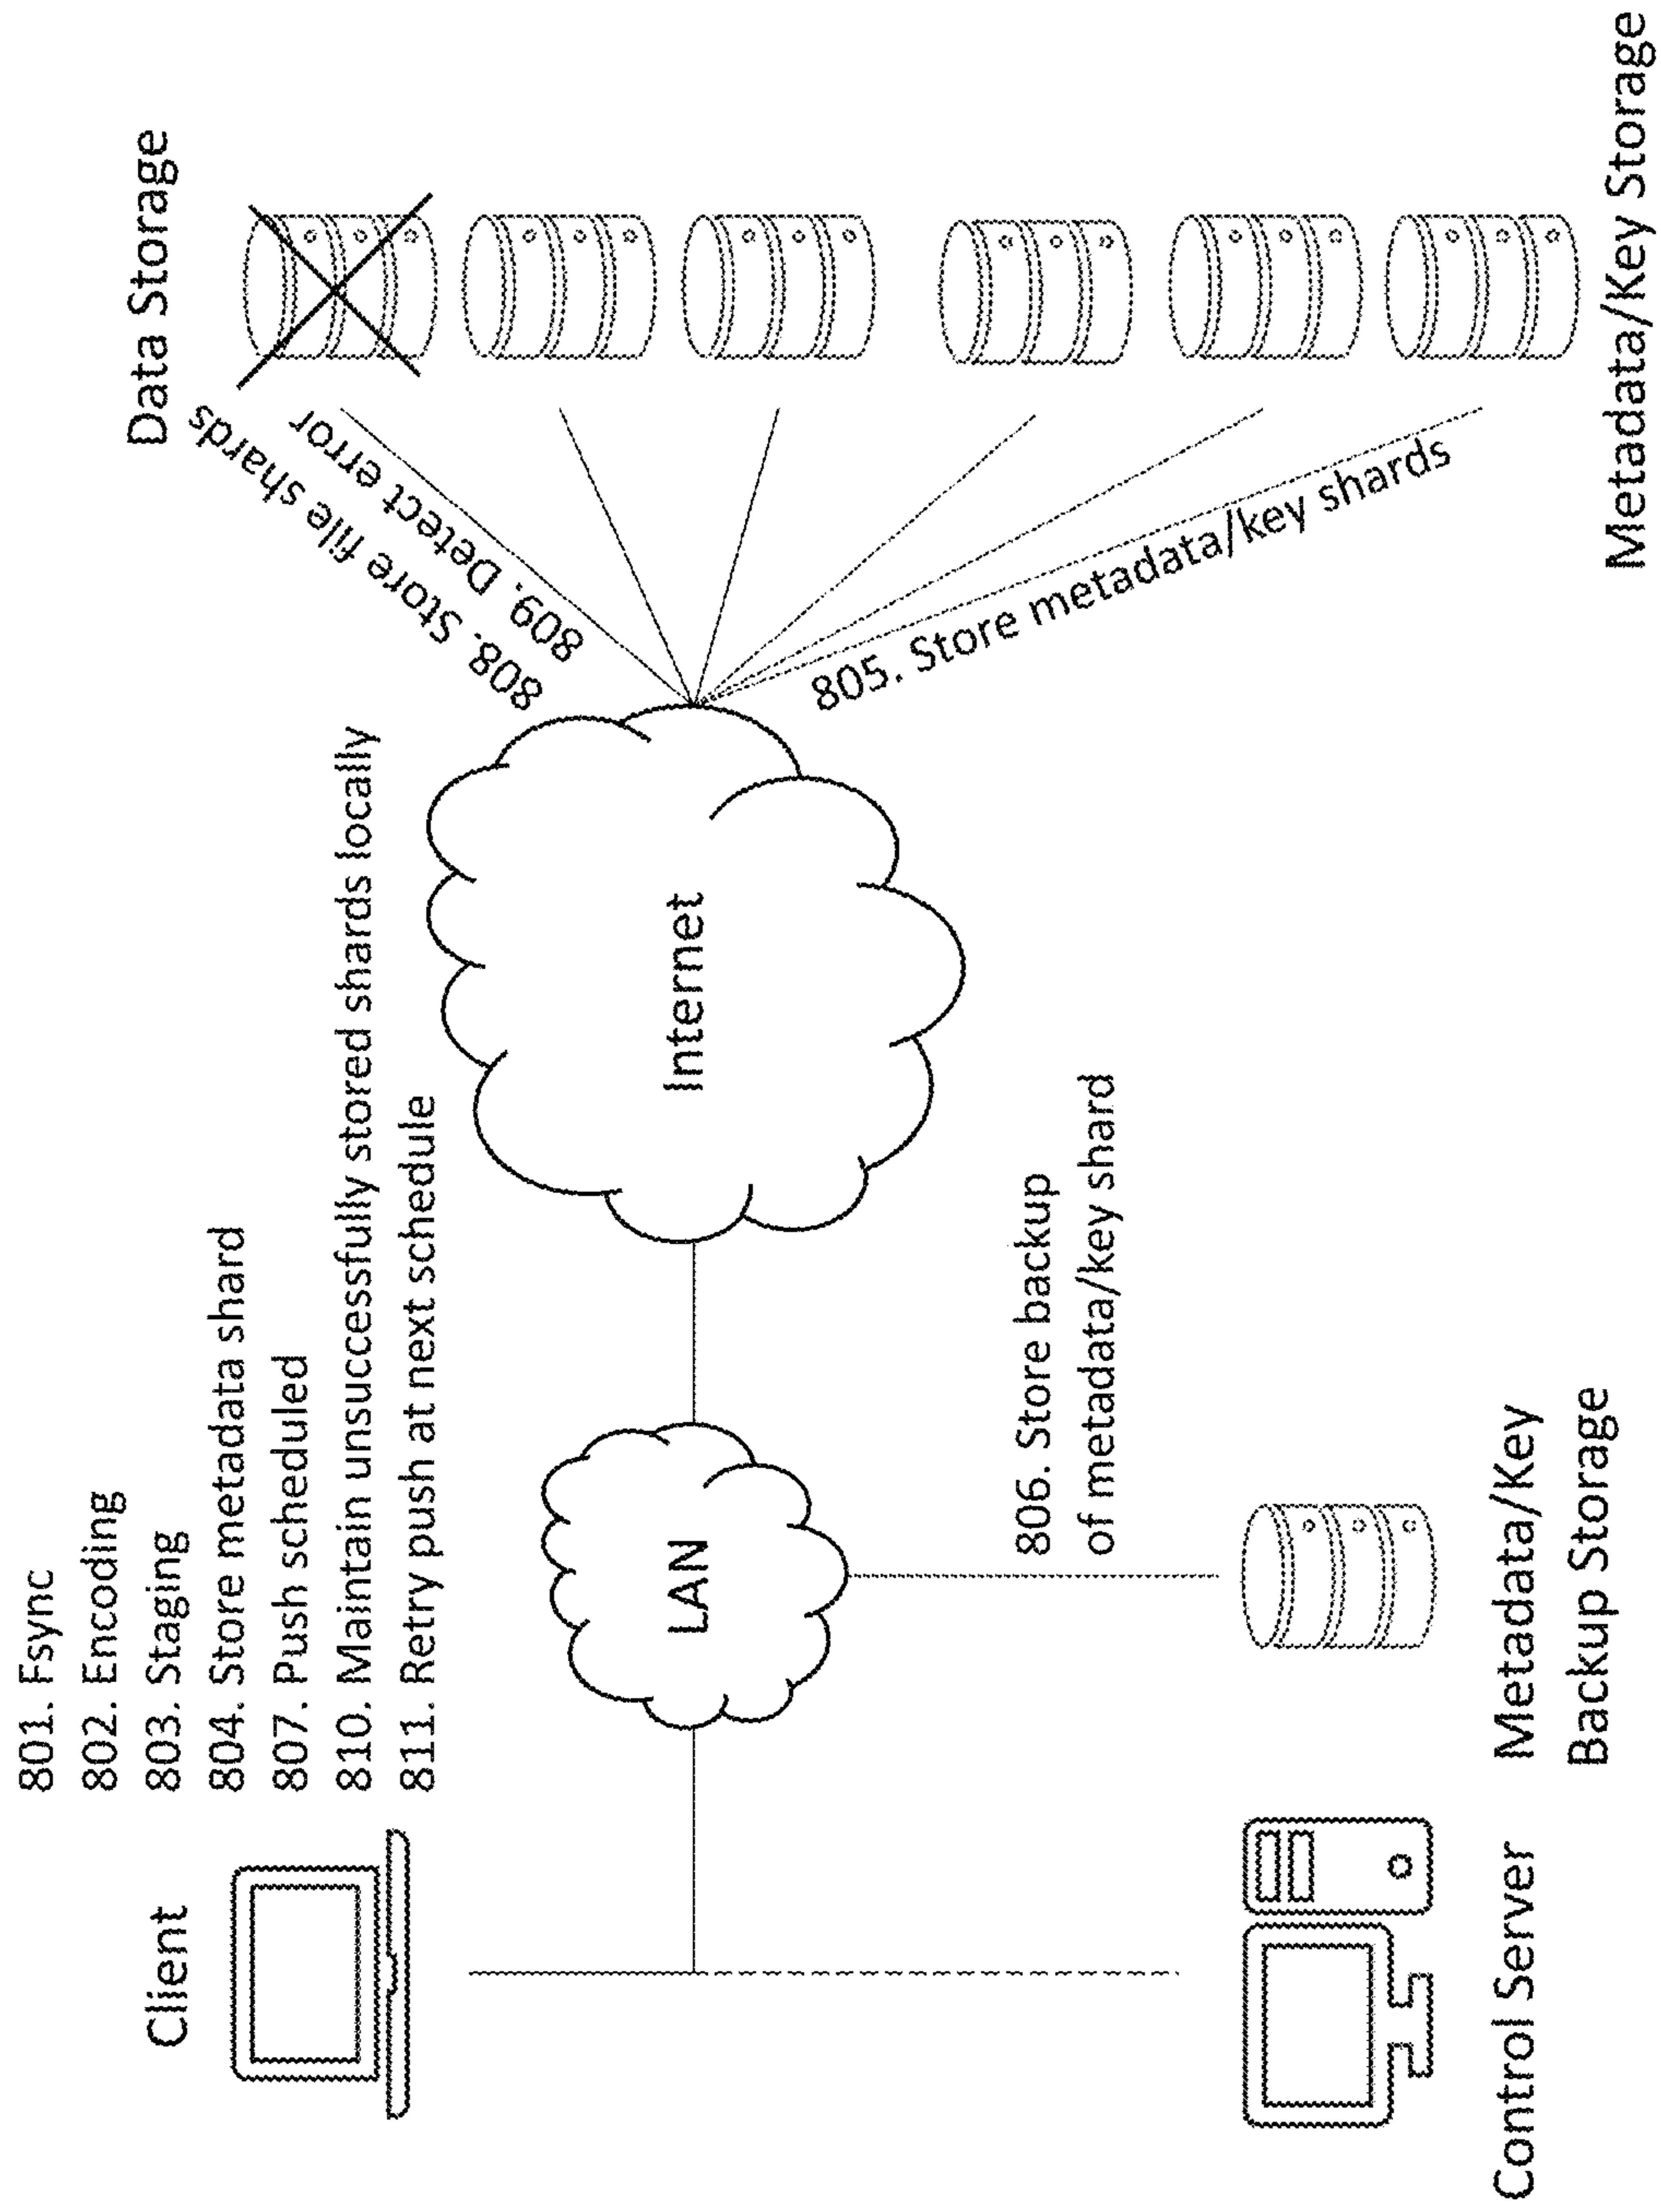 Client
801. Fsync
802. Encoding
803. Staging
804. Store metadata shard
807. Push scheduled
810. Maintain unsuccessfully stored shards locally
811. Retry push at next schedule
Data Storage
808. Store file shards
809. Detect error
LAN
Internet
805. Store metadata/key shards
806. Store backup
of metadata/key shard
Control Server
Metadata/Key
Backup Storage
Metadata/Key Storage